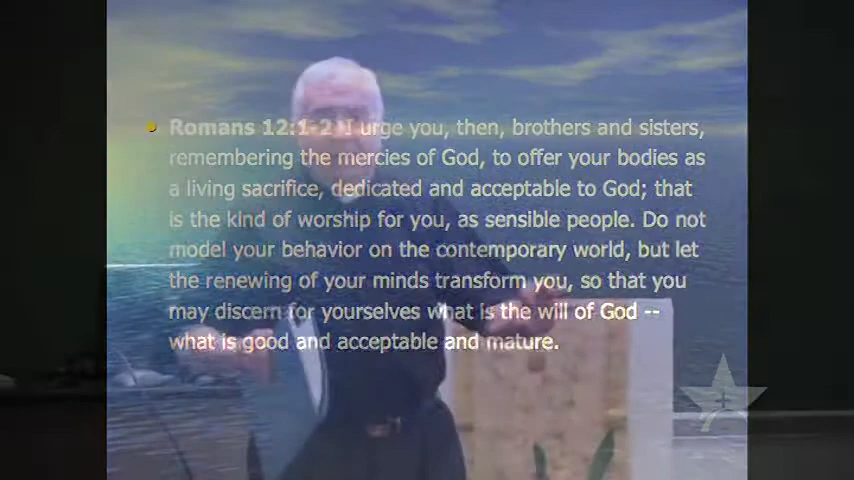 Romans 12:1-2 I urge you, then, brothers and sisters,
remembering the mercies of God, to offer your bodies as
a living sacrifice, dedicated and acceptable to God; that
is the kind of worship for you, as sensible people. Do not
model your behavior on the contemporary world, but let
the renewing of your minds transform you, so that you
may discern for yourselves what is the will of God --
what is good and acceptable and mature.